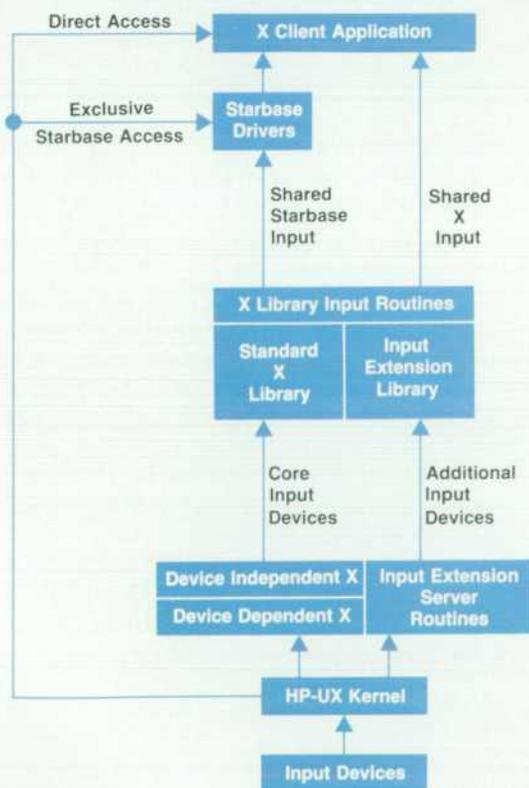 Direct Access
X Client Application
Exclusive
Starbase Access
Starbase
Drivers
Shared
Starbase
Input
Shared
X
Input
X Library Input Routines
Standard
X
Library
Input
Extension
Library
Core
Input
Devices
Additional
Input
Devices
Device Independent X
Device Dependent X
Input Extension
Server
Routines
HP-UX Kernel
Input Devices